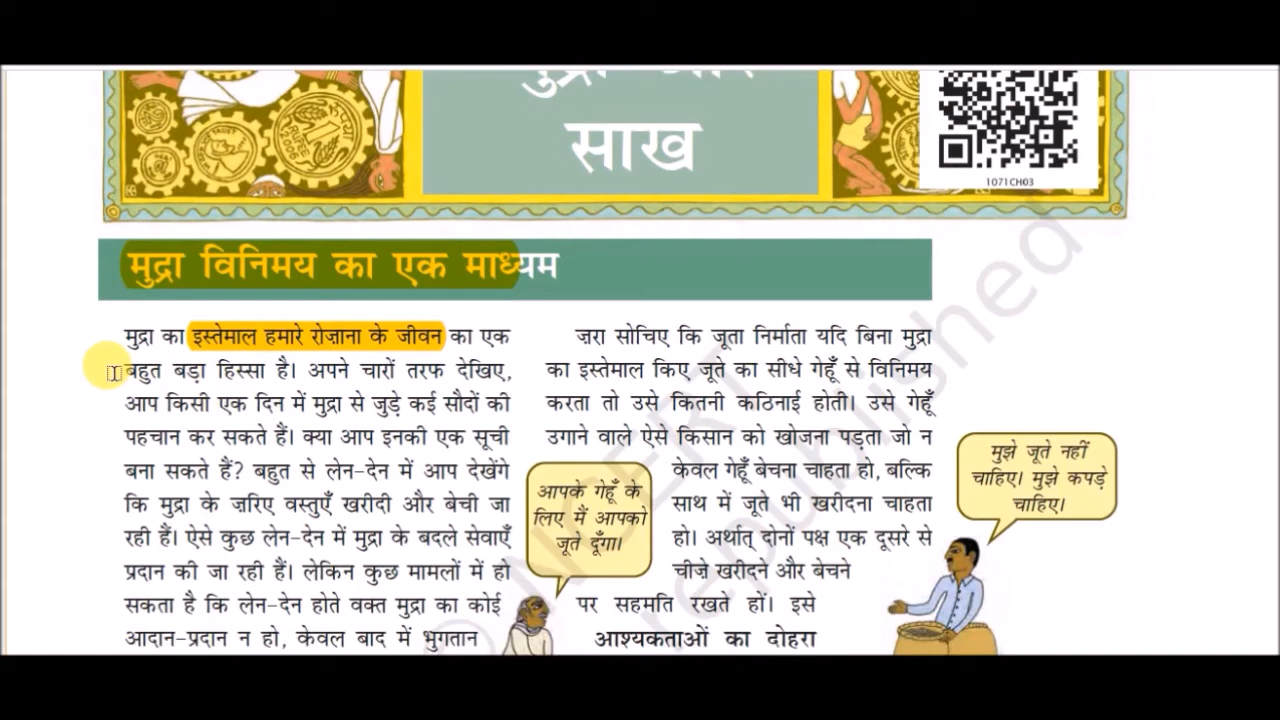 साख
1071CH03
मुद्रा विनिमय का एक माध्यम
मुद्रा का इस्तेमाल हमारे रोज़ाना के जीवन का एक
बहुत बड़ा हिस्सा है। अपने चारों तरफ देखिए,
आप किसी एक दिन में मुद्रा से जुड़े कई सौदों की
पहचान कर सकते हैं। क्या आप इनकी एक सूची
बना सकते हैं? बहुत से लेन-देन में आप देखेंगे
कि मुद्रा के ज़रिए वस्तुएँ खरीदी और बेची जा
रही हैं। ऐसे कुछ लेन-देन में मुद्रा के बदले सेवाएँ
प्रदान की जा रही हैं। लेकिन कुछ मामलों में हो
सकता है कि लेन-देन होते वक्त मुद्रा का कोई
आदान-प्रदान न हो, केवल बाद में भुगतान
ज़रा सोचिए कि जूता निर्माता यदि बिना मुद्रा
का इस्तेमाल किए जूते का सीधे गेहूँ से विनिमय
करता तो उसे कितनी कठिनाई होती। उसे गेहूँ
उगाने वाले ऐसे किसान को खोजना पड़ता जो न
केवल गेहूँ बेचना चाहता हो, बल्कि
साथ में जूते भी खरीदना चाहता
हो। अर्थात् दोनों पक्ष एक दूसरे से
चीज़े खरीदने और बेचने
पर सहमति रखते हों। इसे
आश्यकताओं का दोहरा
आपके गेहूँ के
लिए मैं आपको
जूते दूँगा।
मुझे जूते नहीं
चाहिए। मुझे कपड़े
चाहिए।
© NCERT
republished